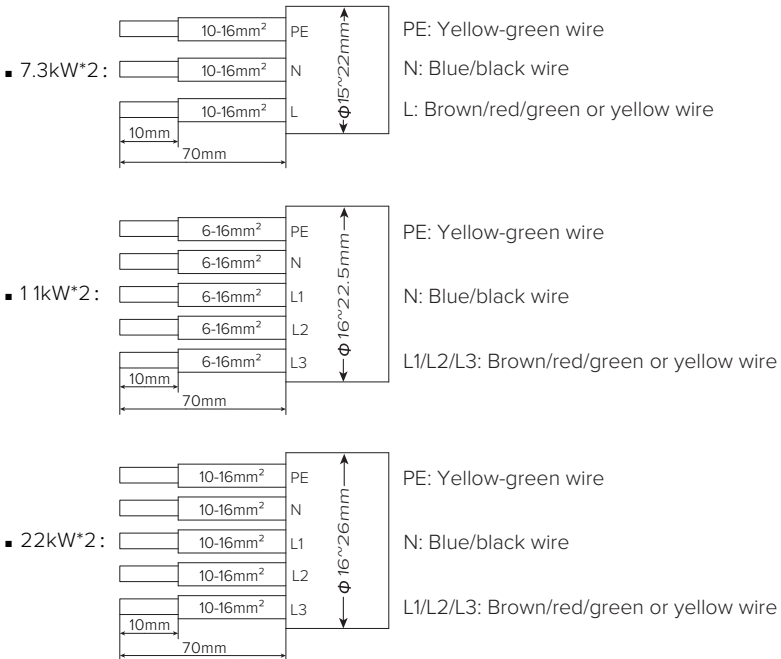 10-16mm² PE PE: Yellow-green wire
▪ 7.3kW*2: 10-16mm² N N: Blue/black wire
10-16mm² L L: Brown/red/green or yellow wire
ϕ15~22mm
10mm
70mm
6-16mm² PE PE: Yellow-green wire
6-16mm² N
▪ 1 1kW*2: 6-16mm² L1 N: Blue/black wire
6-16mm² L2
6-16mm² L3 L1/L2/L3: Brown/red/green or yellow wire
ϕ16~22.5mm
10mm
70mm
10-16mm² PE PE: Yellow-green wire
10-16mm² N
▪ 22kW*2: 10-16mm² L1 N: Blue/black wire
10-16mm² L2
10-16mm² L3 L1/L2/L3: Brown/red/green or yellow wire
ϕ16~26mm
10mm
70mm